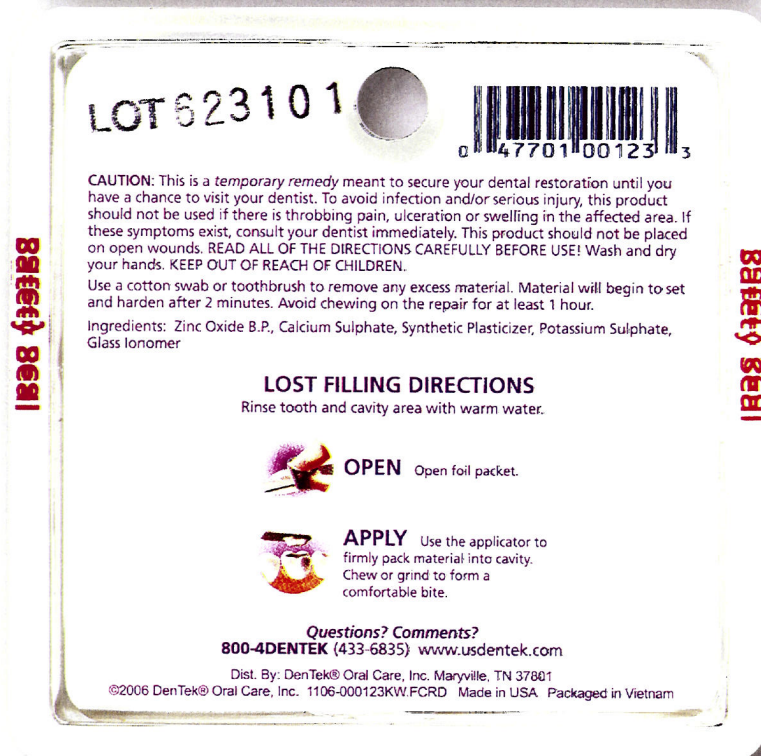 LOT 623101
0 47701 00123 3
CAUTION: This is a temporary remedy meant to secure your dental restoration until you
have a chance to visit your dentist. To avoid infection and/or serious injury, this product
should not be used if there is throbbing pain, ulceration or swelling in the affected area. If
these symptoms exist, consult your dentist immediately. This product should not be placed
on open wounds. READ ALL OF THE DIRECTIONS CAREFULLY BEFORE USE! Wash and dry
your hands. KEEP OUT OF REACH OF CHILDREN.
Use a cotton swab or toothbrush to remove any excess material. Material will begin to set
and harden after 2 minutes. Avoid chewing on the repair for at least 1 hour.
Ingredients: Zinc Oxide B.P., Calcium Sulphate, Synthetic Plasticizer, Potassium Sulphate,
Glass Ionomer
Safety Seal
Safety Seal
LOST FILLING DIRECTIONS
Rinse tooth and cavity area with warm water.
OPEN Open foil packet.
APPLY Use the applicator to
firmly pack material into cavity.
Chew or grind to form a
comfortable bite.
Questions? Comments?
800-4DENTEK (433-6835) www.usdentek.com
Dist. By: DenTek® Oral Care, Inc. Maryville, TN 37801
©2006 DenTek® Oral Care, Inc. 1106-000123KW.FCRD Made in USA Packaged in Vietnam